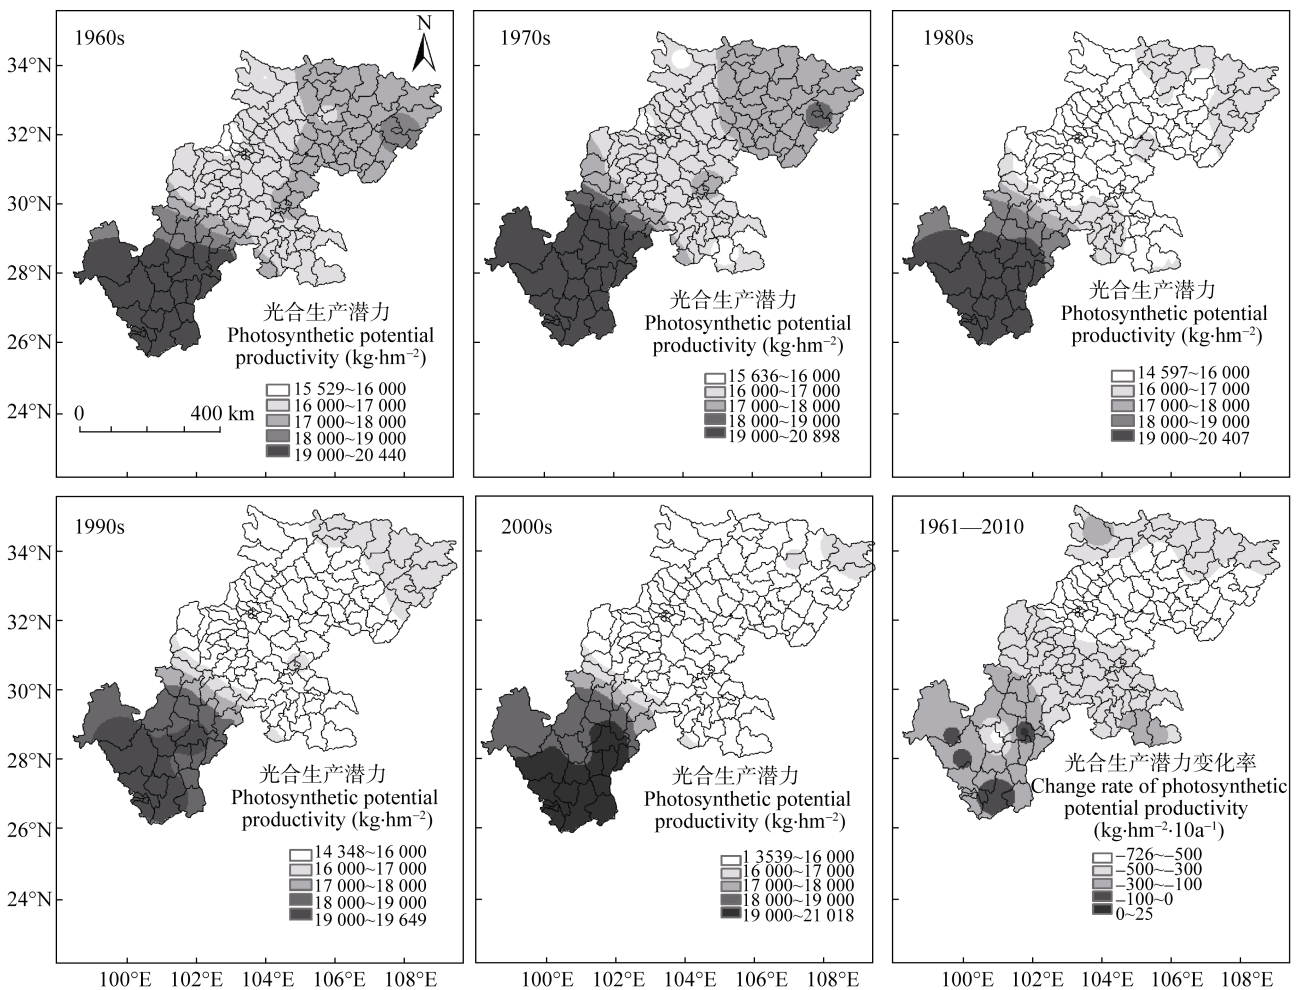 1960s
N
34°N
32°N
30°N
28°N
26°N
24°N
光合生产潜力
Photosynthetic potential
productivity (kg·hm⁻²)
15 529~16 000
16 000~17 000
17 000~18 000
18 000~19 000
19 000~20 440
0 400 km
1970s
光合生产潜力
Photosynthetic potential
productivity (kg·hm⁻²)
15 636~16 000
16 000~17 000
17 000~18 000
18 000~19 000
19 000~20 898
1980s
光合生产潜力
Photosynthetic potential
productivity (kg·hm⁻²)
14 597~16 000
16 000~17 000
17 000~18 000
18 000~19 000
19 000~20 407
1990s
34°N
32°N
30°N
28°N
26°N
24°N
光合生产潜力
Photosynthetic potential
productivity (kg·hm⁻²)
14 348~16 000
16 000~17 000
17 000~18 000
18 000~19 000
19 000~19 649
100°E 102°E 104°E 106°E 108°E
2000s
光合生产潜力
Photosynthetic potential
productivity (kg·hm⁻²)
1 3539~16 000
16 000~17 000
17 000~18 000
18 000~19 000
19 000~21 018
100°E 102°E 104°E 106°E 108°E
1961—2010
光合生产潜力变化率
Change rate of photosynthetic
potential productivity
(kg·hm⁻²·10a⁻¹)
–726~–500
–500~–300
–300~–100
–100~0
0~25
100°E 102°E 104°E 106°E 108°E